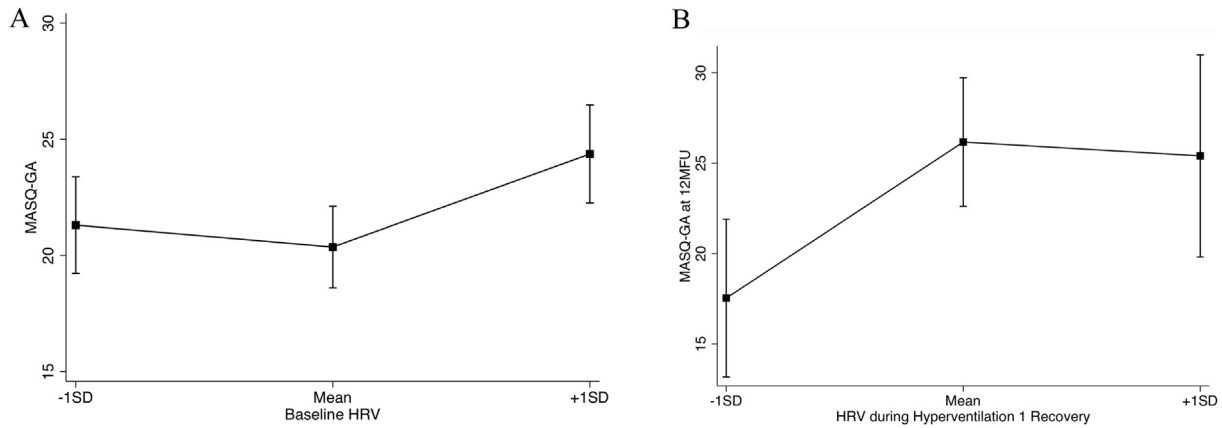 A
30
25
20
15
MASQ-GA
-1SD
Mean
+1SD
Baseline HRV
B
30
25
20
15
MASQ-GA at 12MFU
-1SD
Mean
+1SD
HRV during Hyperventilation 1 Recovery